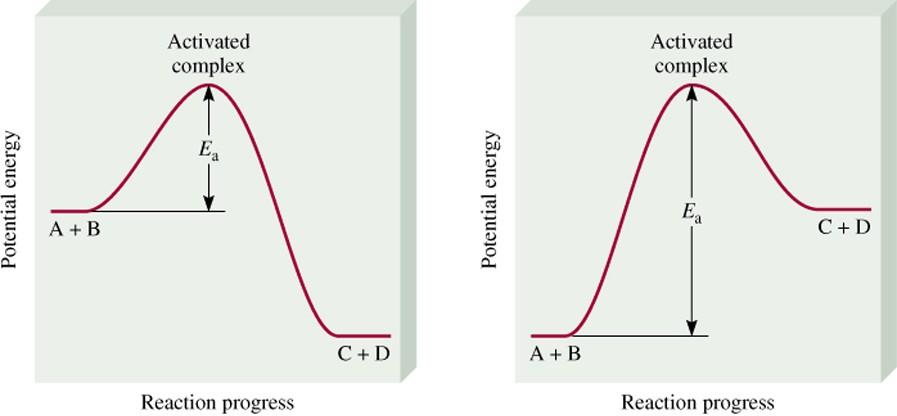 Activated
complex
Potential energy
Eₐ
A + B
C + D
Reaction progress
Activated
complex
Potential energy
Eₐ
C + D
A + B
Reaction progress